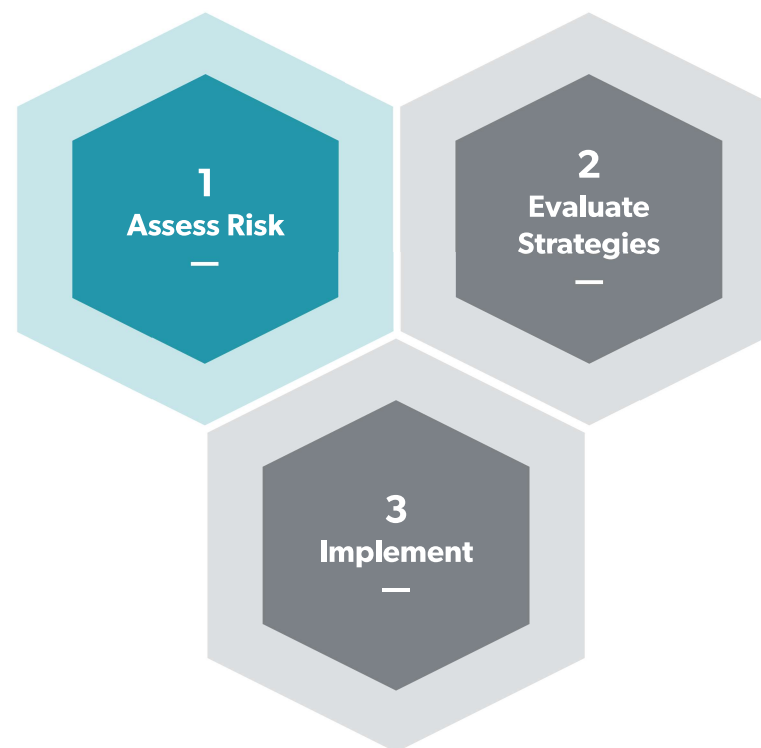 1
Assess Risk
2
Evaluate
Strategies
3
Implement